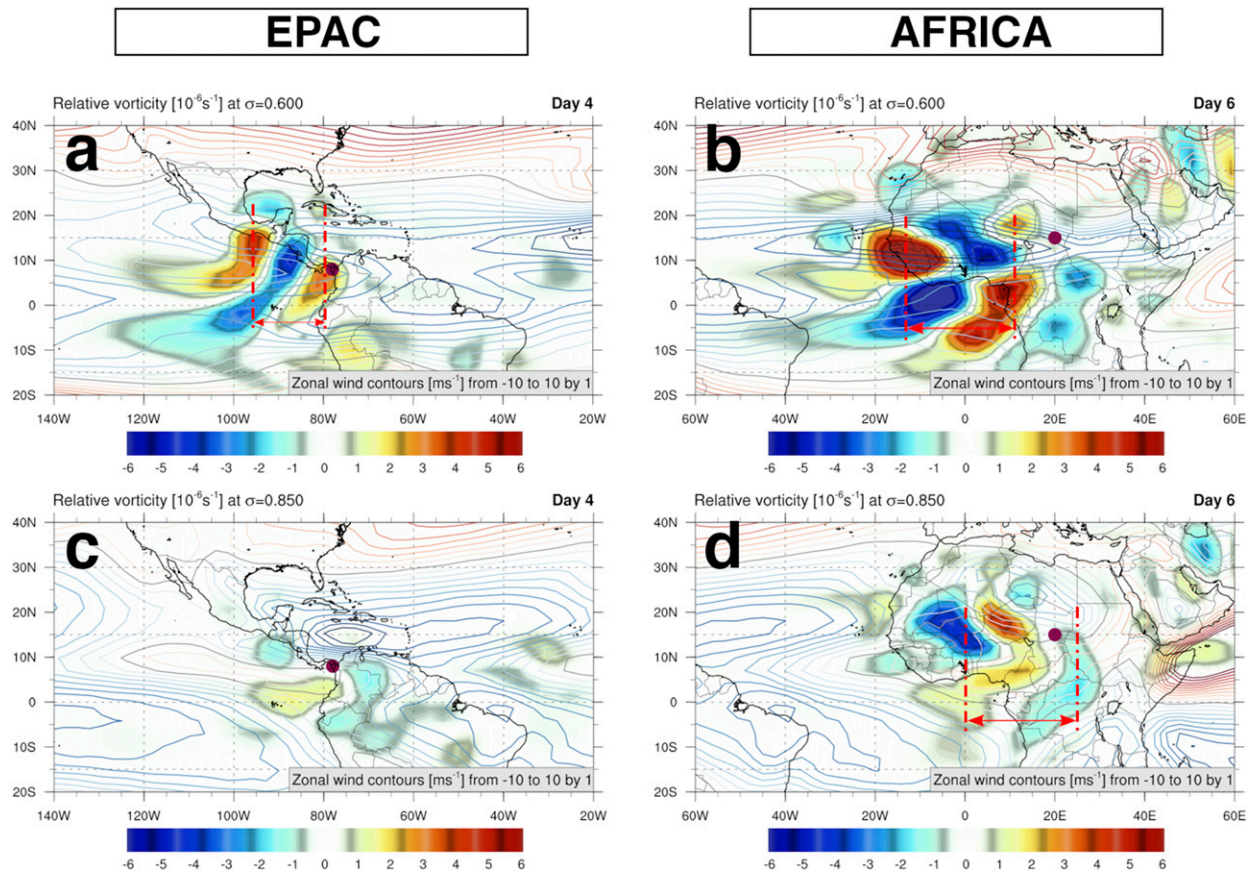 EPAC
AFRICA
Relative vorticity [10⁻⁶s⁻¹] at σ=0.600 Day 4
a
40N
30N
20N
10N
0
10S
20S
Zonal wind contours [ms⁻¹] from -10 to 10 by 1
140W 120W 100W 80W 60W 40W 20W
-6 -5 -4 -3 -2 -1 0 1 2 3 4 5 6
Relative vorticity [10⁻⁶s⁻¹] at σ=0.600 Day 6
b
40N
30N
20N
10N
0
10S
20S
Zonal wind contours [ms⁻¹] from -10 to 10 by 1
60W 40W 20W 0 20E 40E 60E
-6 -5 -4 -3 -2 -1 0 1 2 3 4 5 6
Relative vorticity [10⁻⁶s⁻¹] at σ=0.850 Day 4
c
40N
30N
20N
10N
0
10S
20S
Zonal wind contours [ms⁻¹] from -10 to 10 by 1
140W 120W 100W 80W 60W 40W 20W
-6 -5 -4 -3 -2 -1 0 1 2 3 4 5 6
Relative vorticity [10⁻⁶s⁻¹] at σ=0.850 Day 6
d
40N
30N
20N
10N
0
10S
20S
Zonal wind contours [ms⁻¹] from -10 to 10 by 1
60W 40W 20W 0 20E 40E 60E
-6 -5 -4 -3 -2 -1 0 1 2 3 4 5 6